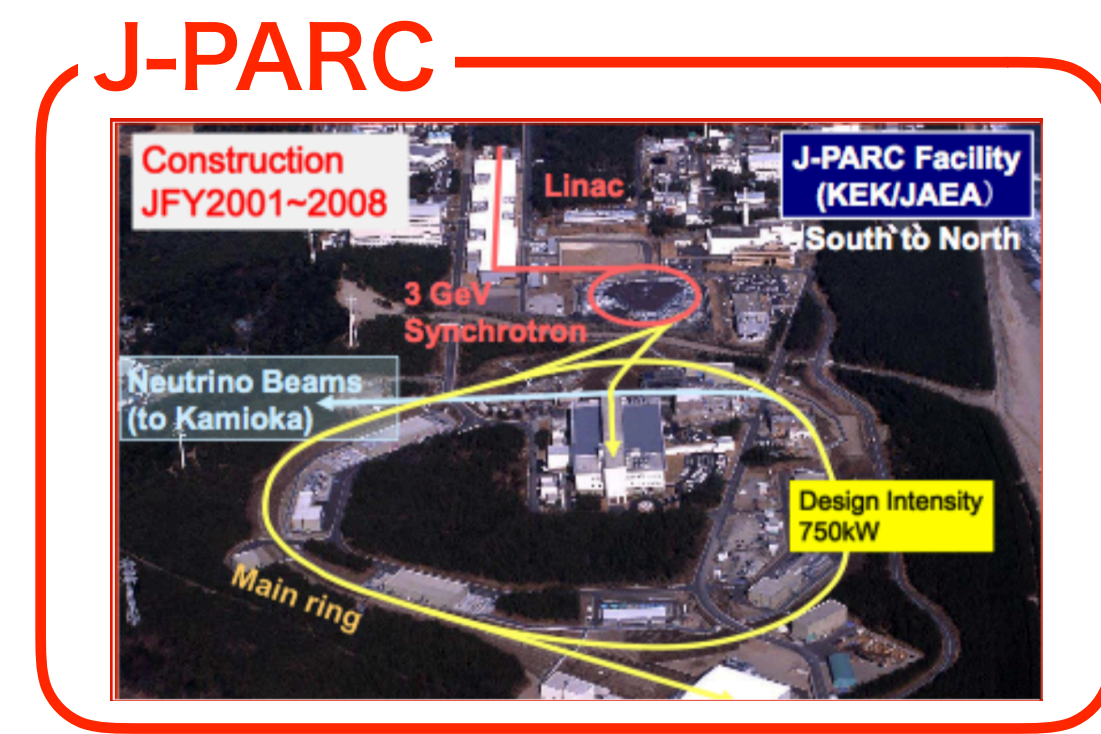 J-PARC
Construction
JFY2001~2008
Linac
J-PARC Facility
(KEK/JAEA）
South to North
3 GeV
Synchrotron
Neutrino Beams
(to Kamioka)
Design Intensity
750kW
Main ring